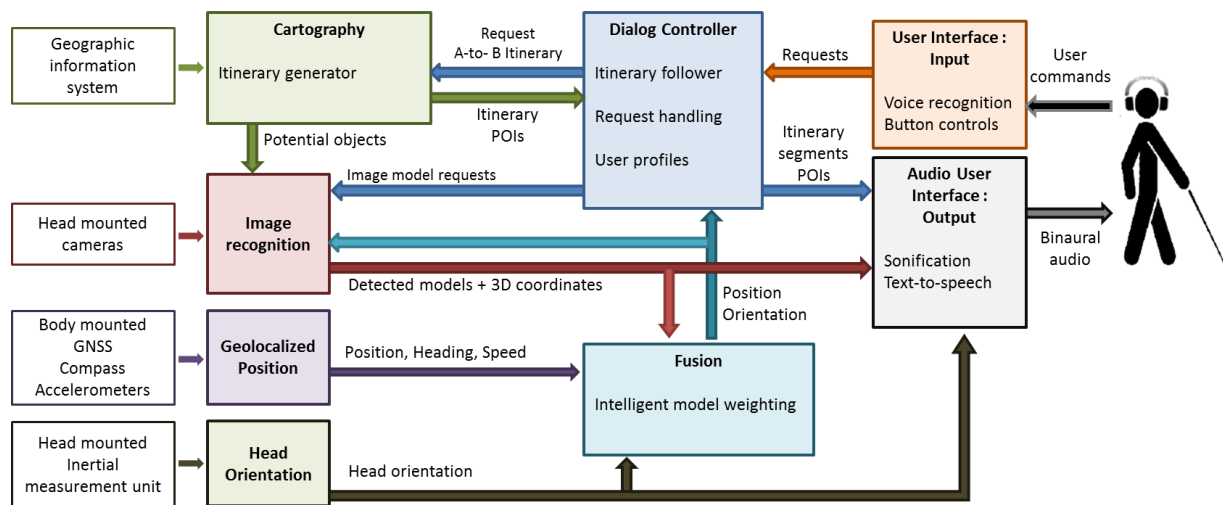 Geographic
information
system
Cartography
Itinerary generator
Request
A-to- B Itinerary
Itinerary
POIs
Potential objects
Dialog Controller
Itinerary follower
Request handling
User profiles
Requests
User Interface :
Input
Voice recognition
Button controls
User
commands
Itinerary
segments
POIs
Image model requests
Head mounted
cameras
Image
recognition
Detected models + 3D coordinates
Audio User
Interface :
Output
Sonification
Text-to-speech
Binaural
audio
Position
Orientation
Body mounted
GNSS
Compass
Accelerometers
Geolocalized
Position
Position, Heading, Speed
Fusion
Intelligent model weighting
Head mounted
Inertial
measurement unit
Head
Orientation
Head orientation